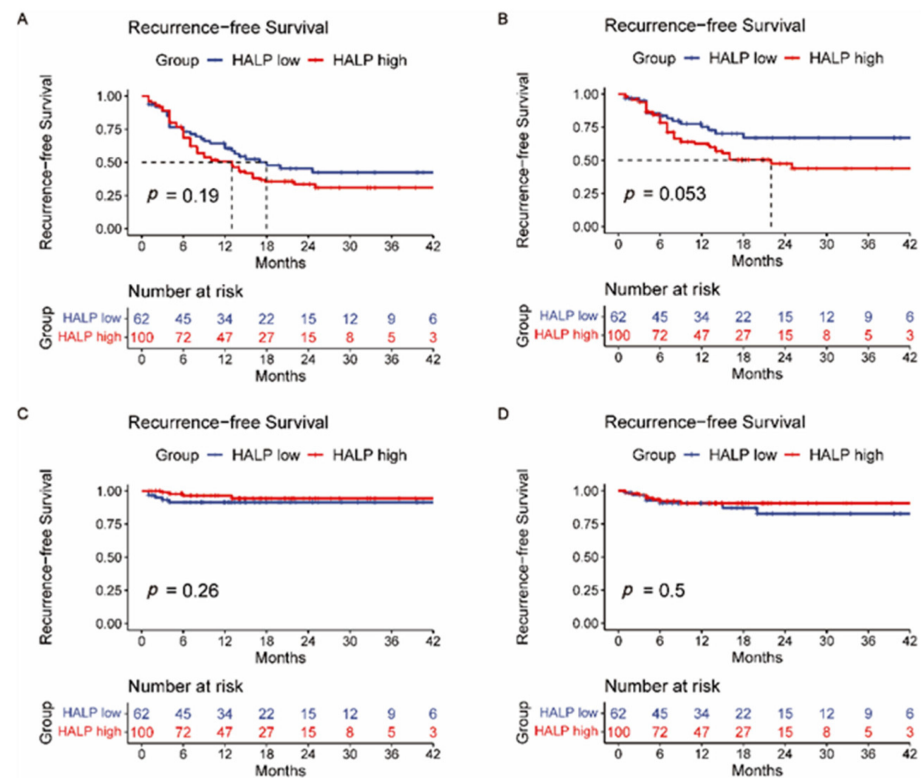 A
Recurrence-free Survival
Group HALP low HALP high
Recurrence-free Survival
1.00
0.75
0.50
0.25
0.00
p = 0.19
0 6 12 18 24 30 36 42
Months
Number at risk
Group
HALP low 62 45 34 22 15 12 9 6
HALP high 100 72 47 27 15 8 5 3
0 6 12 18 24 30 36 42
Months
B
Recurrence-free Survival
Group HALP low HALP high
Recurrence-free Survival
1.00
0.75
0.50
0.25
0.00
p = 0.053
0 6 12 18 24 30 36 42
Months
Number at risk
Group
HALP low 62 45 34 22 15 12 9 6
HALP high 100 72 47 27 15 8 5 3
0 6 12 18 24 30 36 42
Months
C
Recurrence-free Survival
Group HALP low HALP high
Recurrence-free Survival
1.00
0.75
0.50
0.25
0.00
p = 0.26
0 6 12 18 24 30 36 42
Months
Number at risk
Group
HALP low 62 45 34 22 15 12 9 6
HALP high 100 72 47 27 15 8 5 3
0 6 12 18 24 30 36 42
Months
D
Recurrence-free Survival
Group HALP low HALP high
Recurrence-free Survival
1.00
0.75
0.50
0.25
0.00
p = 0.5
0 6 12 18 24 30 36 42
Months
Number at risk
Group
HALP low 62 45 34 22 15 12 9 6
HALP high 100 72 47 27 15 8 5 3
0 6 12 18 24 30 36 42
Months